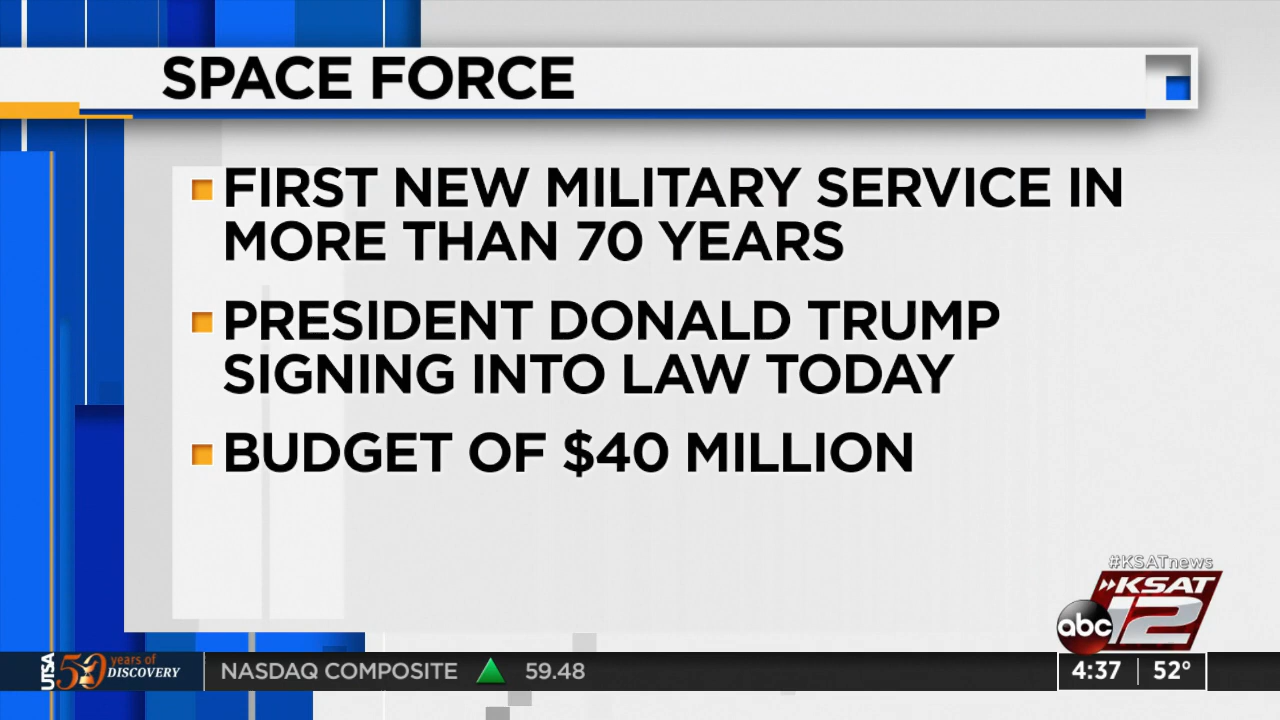 SPACE FORCE
FIRST NEW MILITARY SERVICE IN
MORE THAN 70 YEARS
PRESIDENT DONALD TRUMP
SIGNING INTO LAW TODAY
BUDGET OF $40 MILLION
#KSATnews
KSAT
abc 12
UTSA 50 years of DISCOVERY
NASDAQ COMPOSITE 59.48
4:37 52°